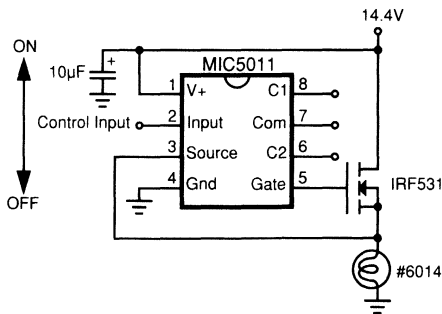 14.4V
ON
+
10µF
MIC5011
1 V+ C1 8
Control Input 2 Input Com 7
3 Source C2 6
4 Gnd Gate 5
IRF531
OFF
#6014